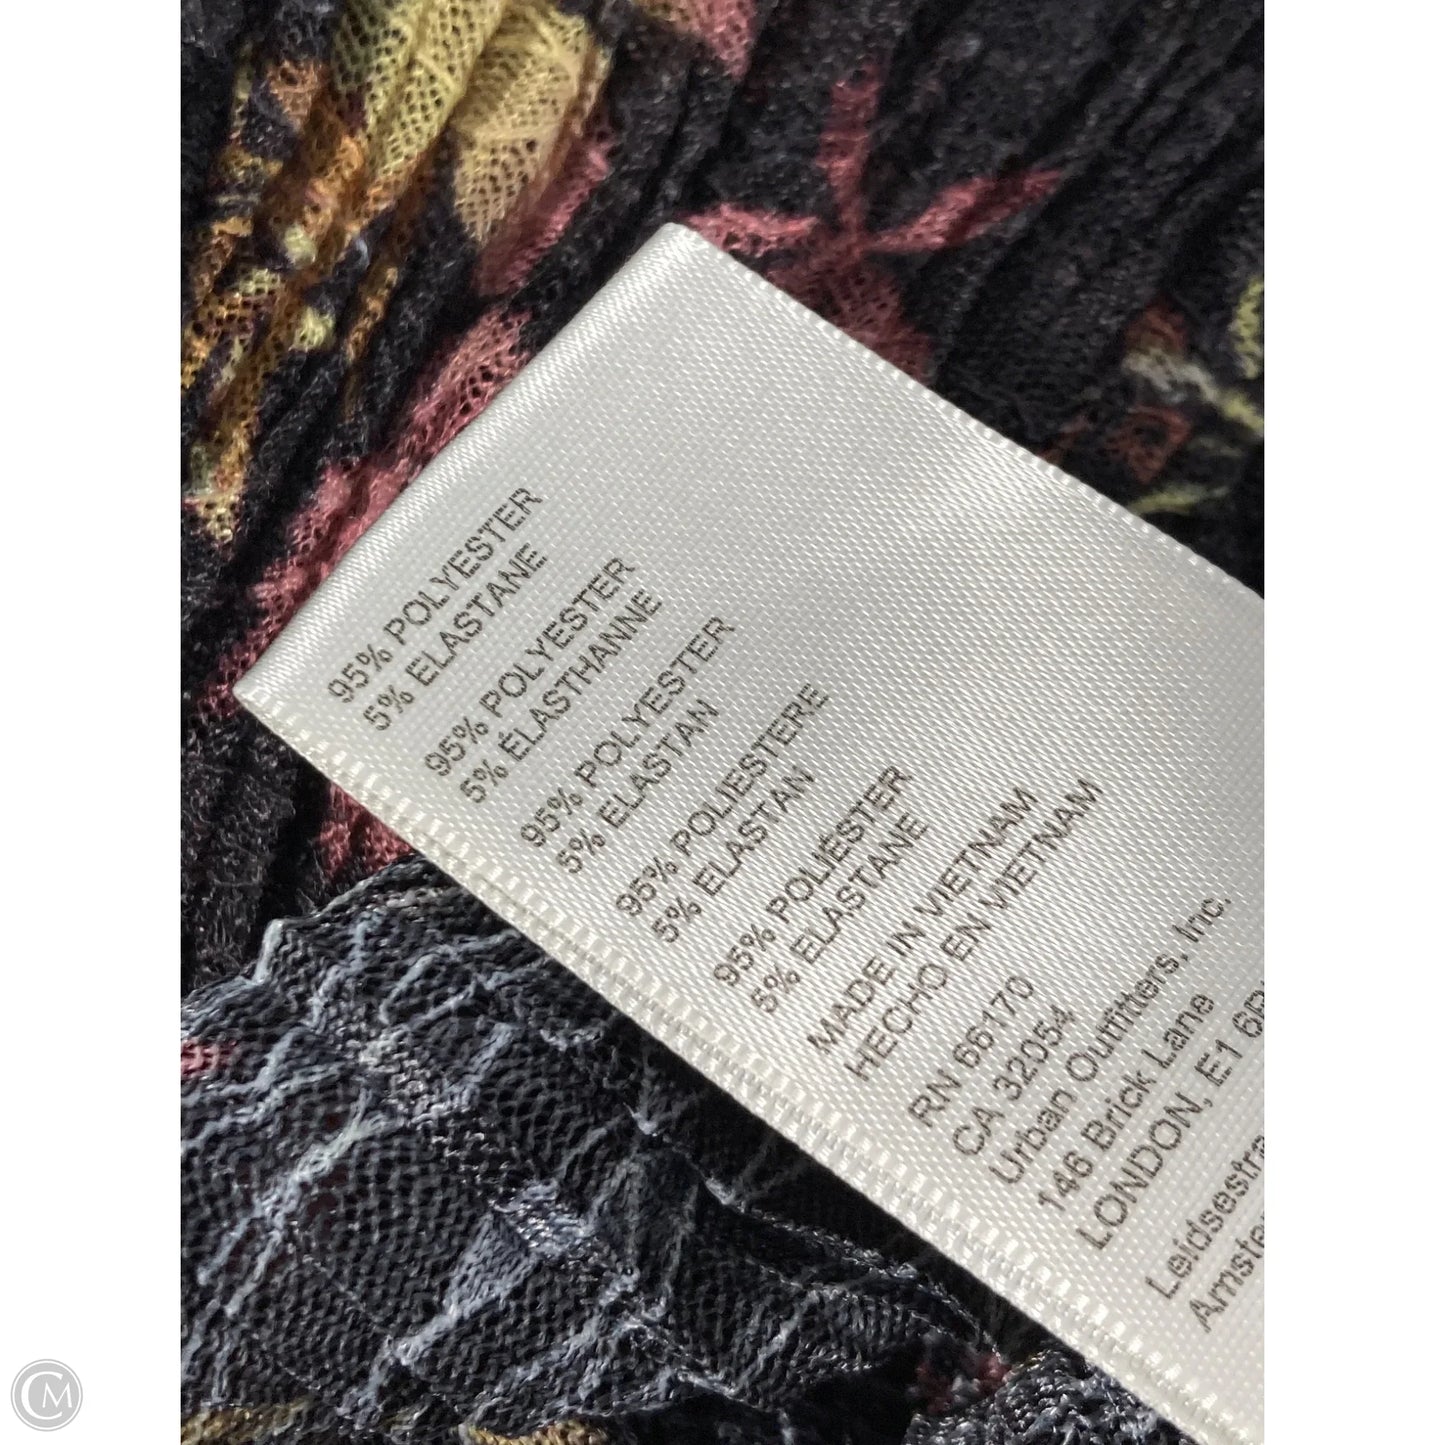 95% POLYESTER
5% ELASTANE
95% POLYESTER
5% ÉLASTHANNE
95% POLYESTER
5% ELASTAN
95% POLIESTERE
5% ELASTAN
95% POLIÉSTER
5% ELASTANE
MADE IN VIETNAM
HECHO EN VIETNAM
RN 66170
CA 32054
Urban Outfitters, Inc.
146 Brick Lane
LONDON, E1
CM